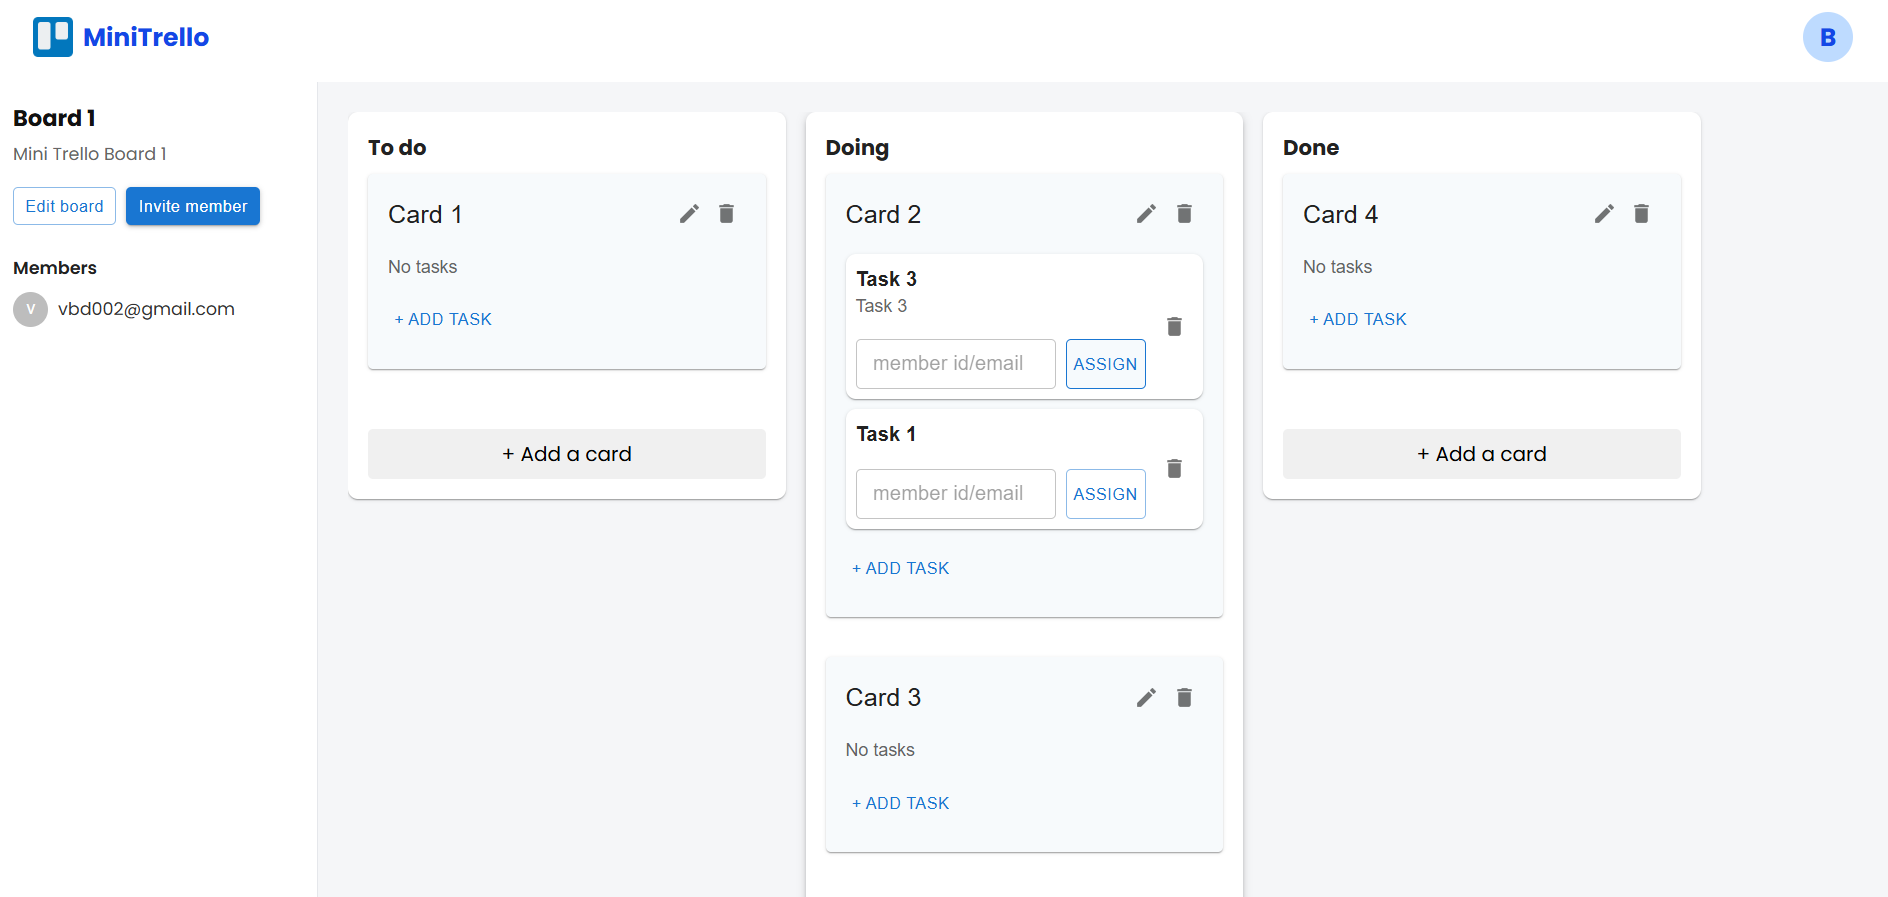 MiniTrello
B
Board 1
Mini Trello Board 1
Edit board
Invite member
Members
V
vbd002@gmail.com
To do
Card 1
No tasks
+ ADD TASK
+ Add a card
Doing
Card 2
Task 3
Task 3
member id/email
ASSIGN
Task 1
member id/email
ASSIGN
+ ADD TASK
Card 3
No tasks
+ ADD TASK
Done
Card 4
No tasks
+ ADD TASK
+ Add a card